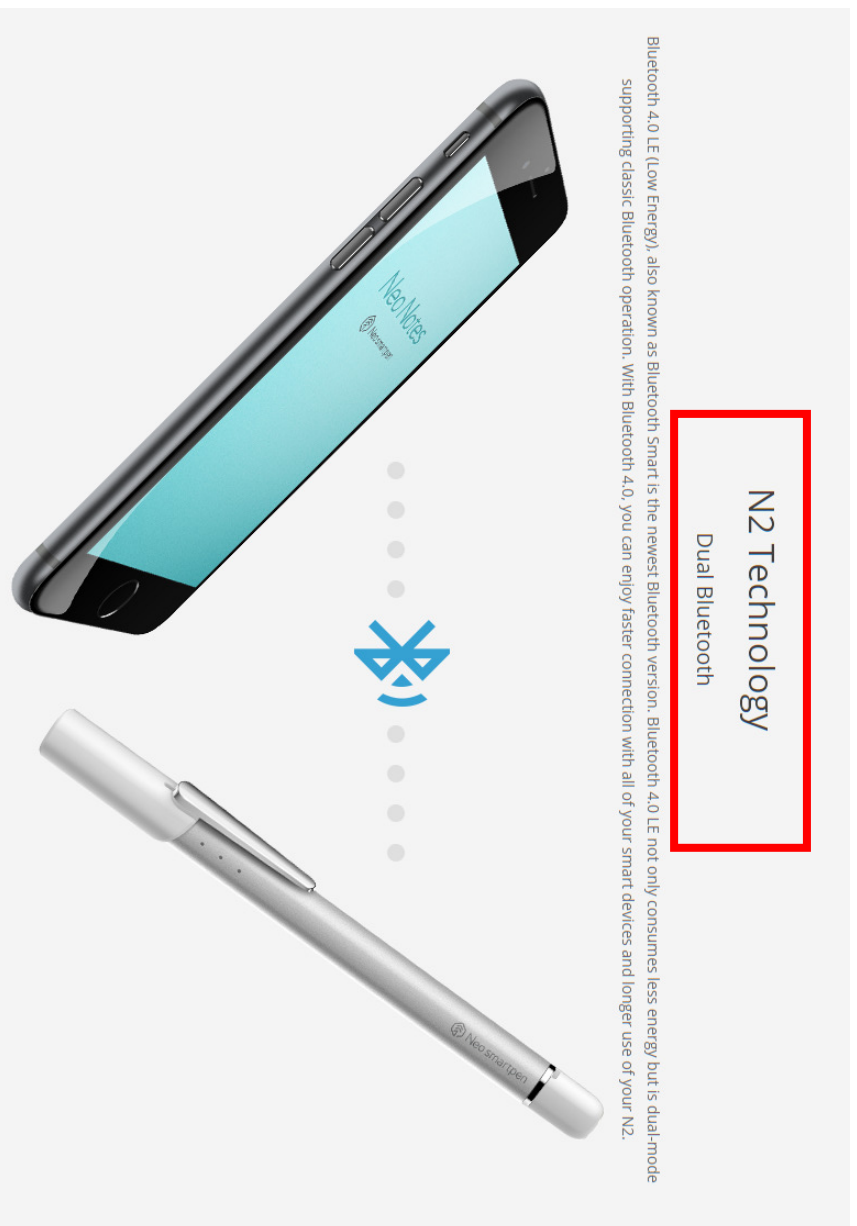 N2 Technology
Dual Bluetooth
Bluetooth 4.0 LE (Low Energy), also known as Bluetooth Smart is the newest Bluetooth version. Bluetooth 4.0 LE not only consumes less energy but is dual-mode
supporting classic Bluetooth operation. With Bluetooth 4.0, you can enjoy faster connection with all of your smart devices and longer use of your N2.
Neo Notes
Neo smartpen
Neo smartpen